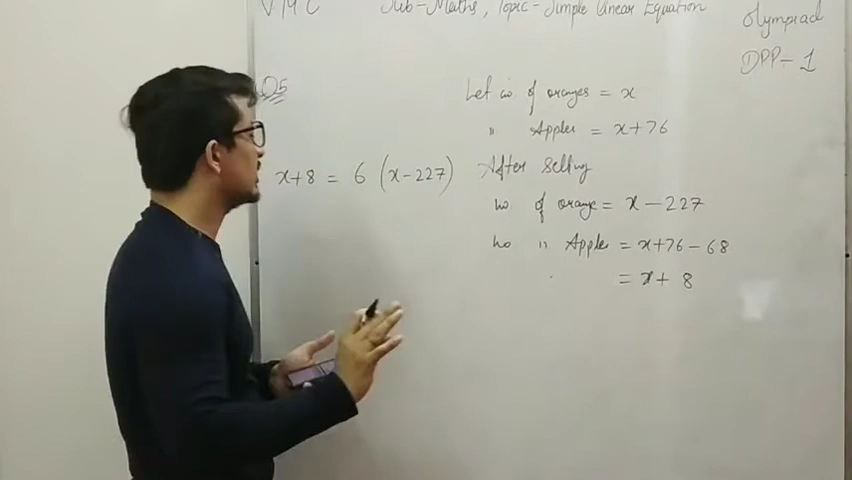 VMC Sub-Maths, Topic-Simple Linear Equation
Olympiad
DPP-1
Q5
Let no of oranges = x
" Apples = x+76
After Selling
x+8 = 6 (x-227)
no of orange = x-227
no " Apple = x+76-68
= x+8